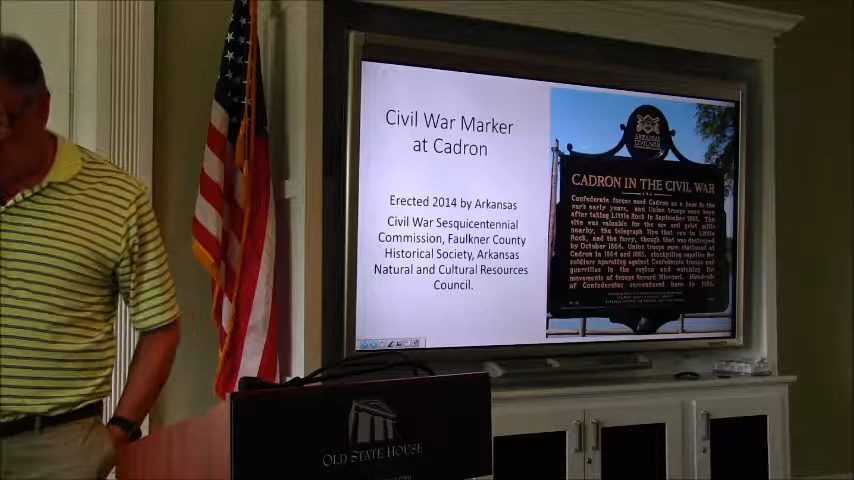 Civil War Marker
at Cadron
Erected 2014 by Arkansas
Civil War Sesquicentennial
Commission, Faulkner County
Historical Society, Arkansas
Natural and Cultural Resources
Council.
ARKANSAS
CIVIL WAR
CADRON IN THE CIVIL WAR
Confederate forces used Cadron as a base in the
war's early years, and Union troops were stationed here
after taking Little Rock in September 1863. The
site was valuable for the saw and grist mills
nearby, the telegraph line that ran to Little
Rock, and the ferry, though that was destroyed
by October 1864. Union troops were stationed at
Cadron in 1864 and 1865, stockpiling supplies for
soldiers operating against Confederate troops and
guerrillas in the region and watching for
movements of troops toward Missouri. Hundreds
of Confederates surrendered here in 1865.
OLD STATE HOUSE